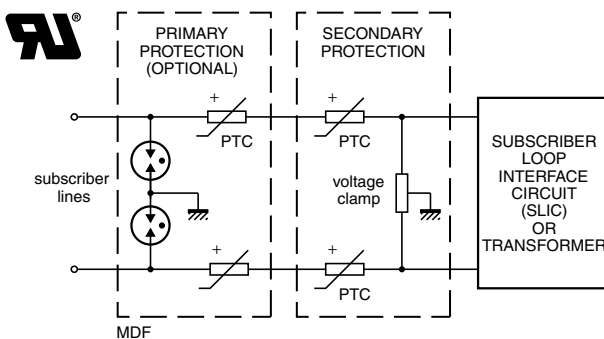 RU®
PRIMARY
PROTECTION
(OPTIONAL)
SECONDARY
PROTECTION
+
PTC
+
PTC
SUBSCRIBER
LOOP
INTERFACE
CIRCUIT
(SLIC)
OR
TRANSFORMER
subscriber
lines
voltage
clamp
+
+
PTC
MDF